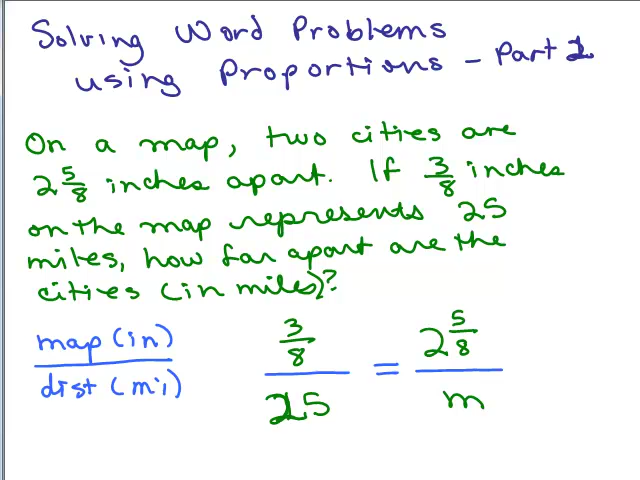 Solving Word Problems
using Proportions - Part 2
On a map, two cities are
2 5/8 inches apart. If 3/8 inches
on the map represents 25
miles, how far apart are the
cities (in miles)?
map (in) / dist (mi)   3/8 / 25 = 2 5/8 / m